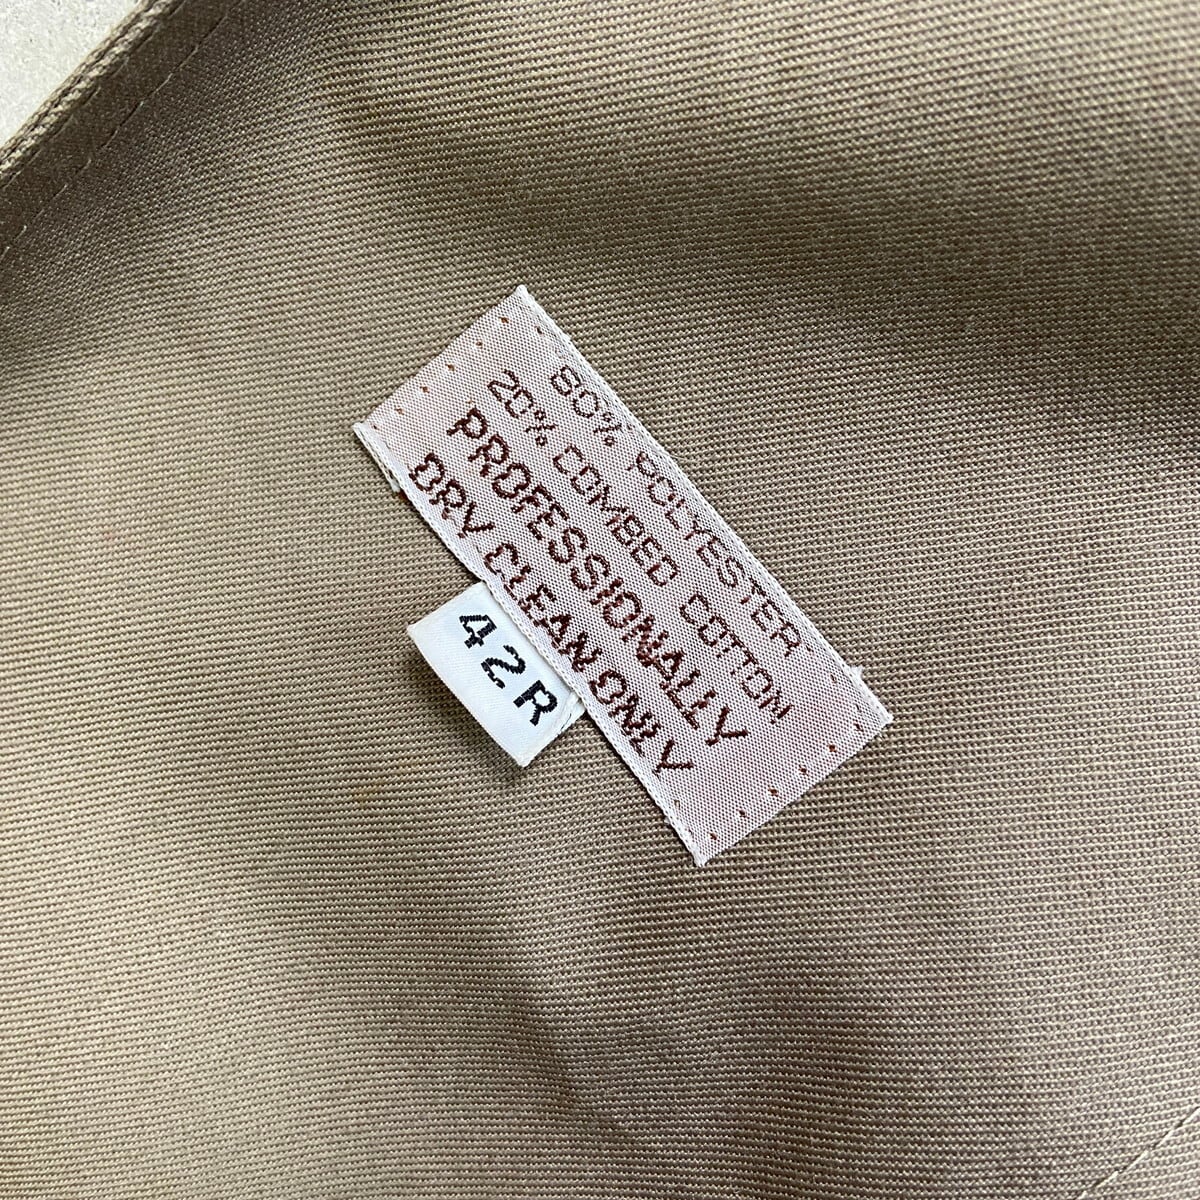 80% POLYESTER
20% COMBED COTTON
PROFESSIONALLY
DRY CLEAN ONLY
42R